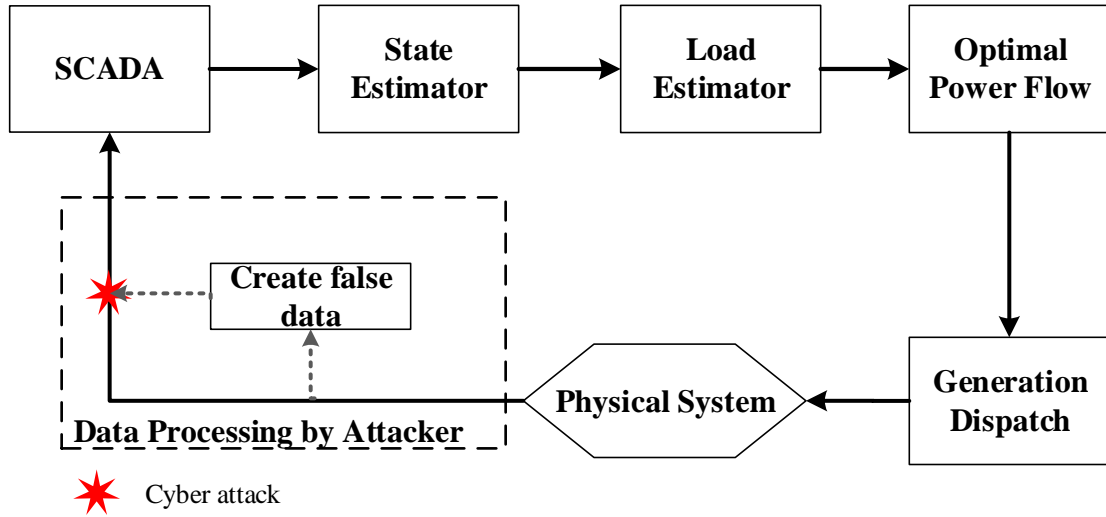 SCADA
State
Estimator
Load
Estimator
Optimal
Power Flow
Create false
data
Physical System
Generation
Dispatch
Data Processing by Attacker
Cyber attack